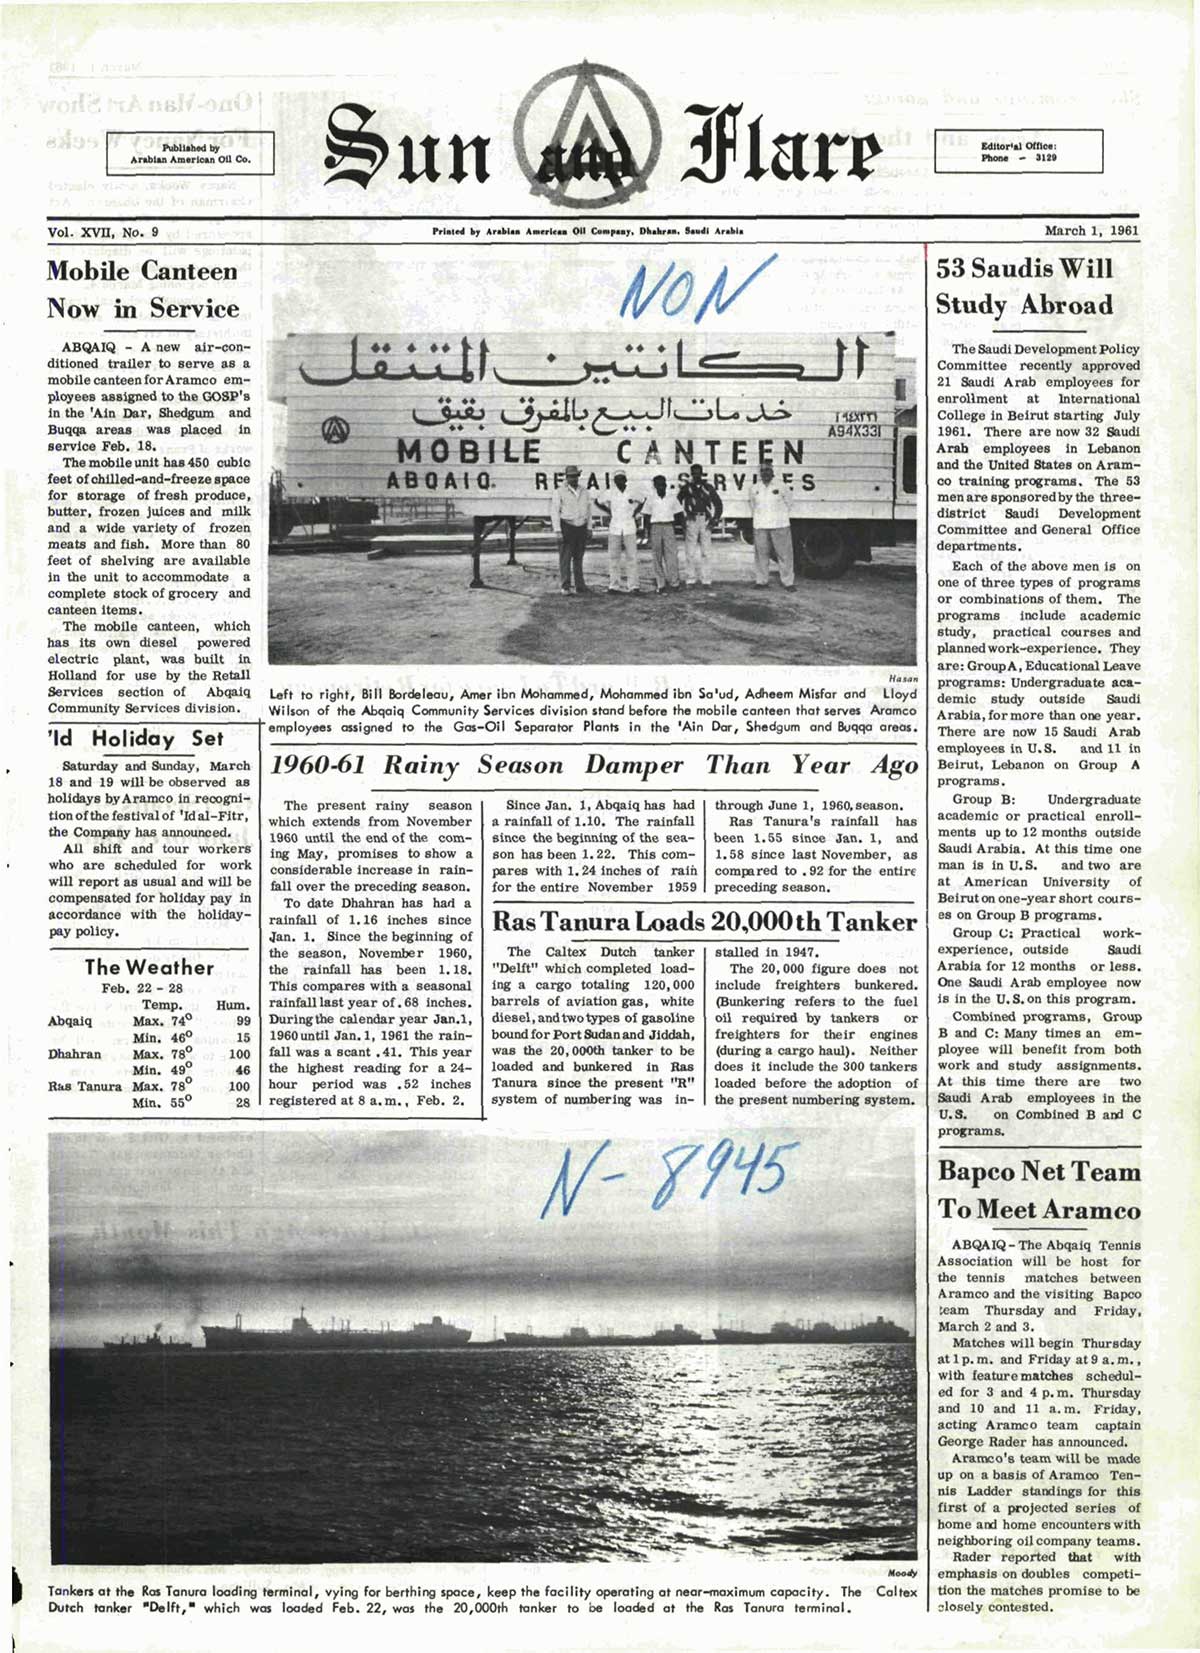 Published by
Arabian American Oil Co.
Sun and Flare
Editorial Office:
Phone - 3129
Vol. XVII, No. 9
Printed by Arabian American Oil Company, Dhahran, Saudi Arabia
March 1, 1961
Mobile Canteen
Now in Service
ABQAIQ - A new air-con-
ditioned trailer to serve as a
mobile canteen for Aramco em-
ployees assigned to the GOSP's
in the 'Ain Dar, Shedgum and
Buqqa areas was placed in
service Feb. 18.
The mobile unit has 450 cubic
feet of chilled-and-freeze space
for storage of fresh produce,
butter, frozen juices and milk
and a wide variety of frozen
meats and fish. More than 80
feet of shelving are available
in the unit to accommodate a
complete stock of grocery and
canteen items.
The mobile canteen, which
has its own diesel powered
electric plant, was built in
Holland for use by the Retail
Services section of Abqaiq
Community Services division.
'Id Holiday Set
Saturday and Sunday, March
18 and 19 will be observed as
holidays by Aramco in recogni-
tion of the festival of 'Id al-Fitr,
the Company has announced.
All shift and tour workers
who are scheduled for work
will report as usual and will be
compensated for holiday pay in
accordance with the holiday-
pay policy.
The Weather
Feb. 22 - 28
Temp. Hum.
Abqaiq Max. 74° 99
Min. 46° 15
Dhahran Max. 78° 100
Min. 49° 46
Ras Tanura Max. 78° 100
Min. 55° 28
NON
الكانتين المتنقل
خدمات البيع بالمفرق بقيق
٩٤X٣٣١
A94X331
MOBILE CANTEEN
ABQAIQ RETAIL SERVICES
Hasan
Left to right, Bill Bordeleau, Amer ibn Mohammed, Mohammed ibn Sa'ud, Adheem Misfar and Lloyd
Wilson of the Abqaiq Community Services division stand before the mobile canteen that serves Aramco
employees assigned to the Gas-Oil Separator Plants in the 'Ain Dar, Shedgum and Buqqa areas.
1960-61 Rainy Season Damper Than Year Ago
The present rainy season
which extends from November
1960 until the end of the com-
ing May, promises to show a
considerable increase in rain-
fall over the preceding season.
To date Dhahran has had a
rainfall of 1.16 inches since
Jan. 1. Since the beginning of
the season, November 1960,
the rainfall has been 1.18.
This compares with a seasonal
rainfall last year of .68 inches.
During the calendar year Jan. 1,
1960 until Jan. 1, 1961 the rain-
fall was a scant .41. This year
the highest reading for a 24-
hour period was .52 inches
registered at 8 a.m., Feb. 2.
Since Jan. 1, Abqaiq has had
a rainfall of 1.10. The rainfall
since the beginning of the sea-
son has been 1.22. This com-
pares with 1.24 inches of rain
for the entire November 1959
through June 1, 1960, season.
Ras Tanura's rainfall has
been 1.55 since Jan. 1, and
1.58 since last November, as
compared to .92 for the entire
preceding season.
Ras Tanura Loads 20,000th Tanker
The Caltex Dutch tanker
"Delft" which completed load-
ing a cargo totaling 120,000
barrels of aviation gas, white
diesel, and two types of gasoline
bound for Port Sudan and Jiddah,
was the 20,000th tanker to be
loaded and bunkered in Ras
Tanura since the present "R"
system of numbering was in-
stalled in 1947.
The 20,000 figure does not
include freighters bunkered.
(Bunkering refers to the fuel
oil required by tankers or
freighters for their engines
(during a cargo haul). Neither
does it include the 300 tankers
loaded before the adoption of
the present numbering system.
N-8945
Moody
Tankers at the Ras Tanura loading terminal, vying for berthing space, keep the facility operating at near-maximum capacity. The Caltex
Dutch tanker "Delft," which was loaded Feb. 22, was the 20,000th tanker to be loaded at the Ras Tanura terminal.
53 Saudis Will
Study Abroad
The Saudi Development Policy
Committee recently approved
21 Saudi Arab employees for
enrollment at International
College in Beirut starting July
1961. There are now 32 Saudi
Arab employees in Lebanon
and the United States on Aram-
co training programs. The 53
men are sponsored by the three-
district Saudi Development
Committee and General Office
departments.
Each of the above men is on
one of three types of programs
or combinations of them. The
programs include academic
study, practical courses and
planned work-experience. They
are: Group A, Educational Leave
programs: Undergraduate aca-
demic study outside Saudi
Arabia, for more than one year.
There are now 15 Saudi Arab
employees in U.S. and 11 in
Beirut, Lebanon on Group A
programs.
Group B: Undergraduate
academic or practical enroll-
ments up to 12 months outside
Saudi Arabia. At this time one
man is in U.S. and two are
at American University of
Beirut on one-year short cours-
es on Group B programs.
Group C: Practical work-
experience, outside Saudi
Arabia for 12 months or less.
One Saudi Arab employee now
is in the U.S. on this program.
Combined programs, Group
B and C: Many times an em-
ployee will benefit from both
work and study assignments.
At this time there are two
Saudi Arab employees in the
U.S. on Combined B and C
programs.
Bapco Net Team
To Meet Aramco
ABQAIQ - The Abqaiq Tennis
Association will be host for
the tennis matches between
Aramco and the visiting Bapco
team Thursday and Friday,
March 2 and 3.
Matches will begin Thursday
at 1 p.m. and Friday at 9 a.m.,
with feature matches schedul-
ed for 3 and 4 p.m. Thursday
and 10 and 11 a.m. Friday,
acting Aramco team captain
George Rader has announced.
Aramco's team will be made
up on a basis of Aramco Ten-
nis Ladder standings for this
first of a projected series of
home and home encounters with
neighboring oil company teams.
Rader reported that with
emphasis on doubles competi-
tion the matches promise to be
closely contested.